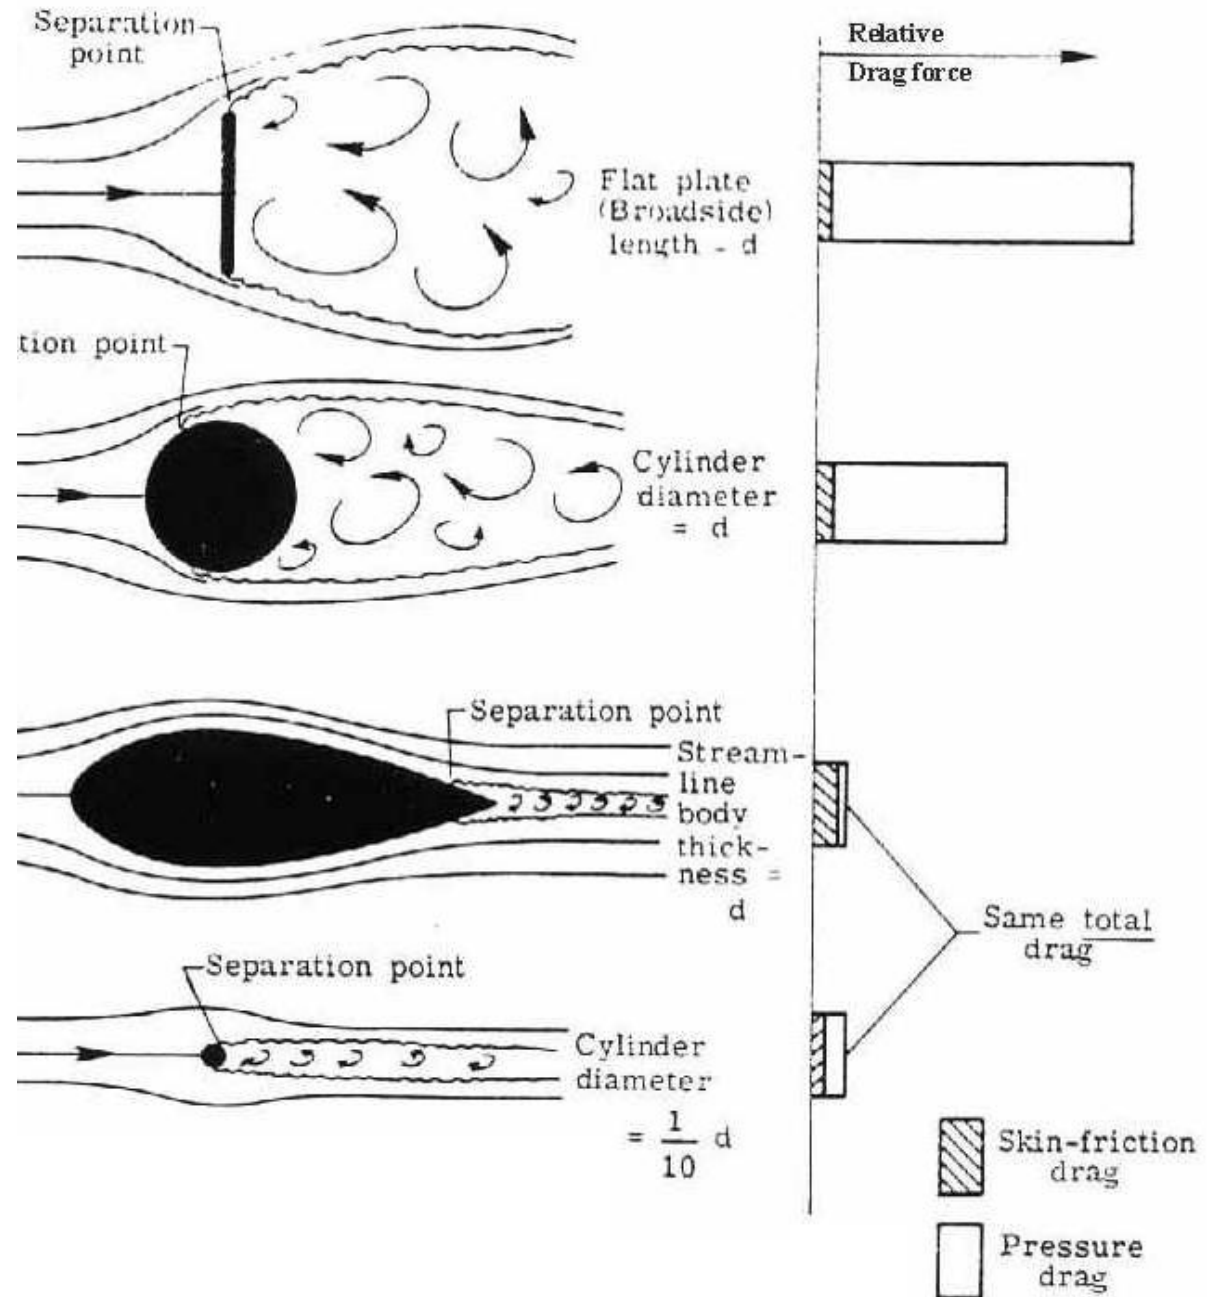 Separation
point
Relative
Drag force
Flat plate
(Broadside)
length - d
tion point
Cylinder
diameter
= d
Separation point
Stream-
line
body
thick-
ness =
d
Same total
drag
Separation point
Cylinder
diameter
= 1/10 d
Skin-friction
drag
Pressure
drag